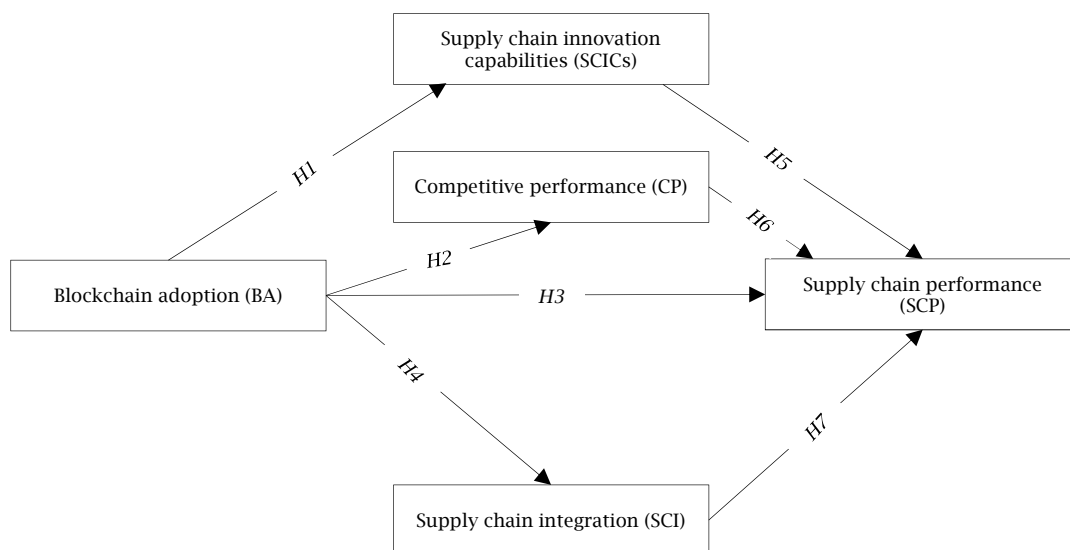 Supply chain innovation
capabilities (SCICs)
H1
H5
Competitive performance (CP)
H6
H2
Blockchain adoption (BA)
H3
Supply chain performance
(SCP)
H4
H7
Supply chain integration (SCI)